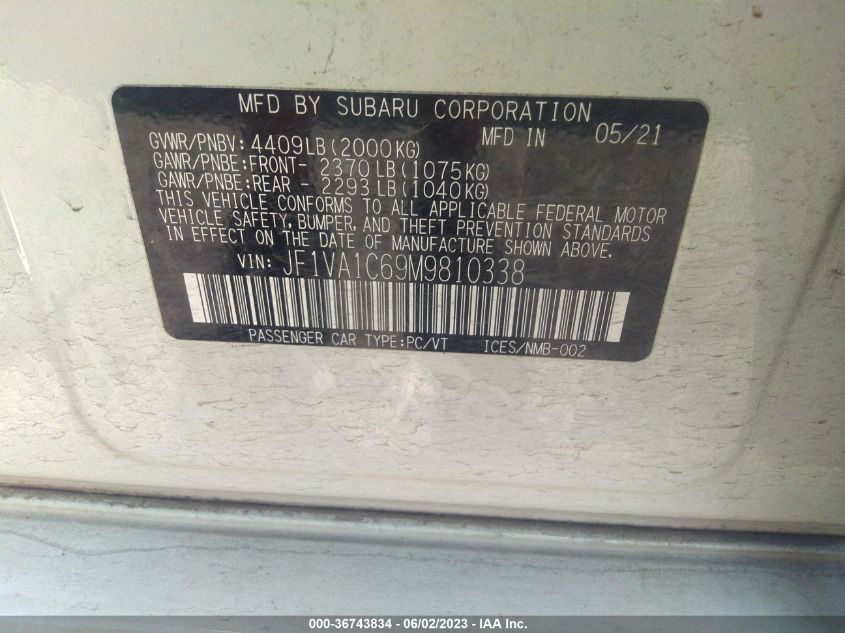 MFD BY SUBARU CORPORATION
GVWR/PNBV: 4409LB(2000KG) MFD IN 05/21
GAWR/PNBE:FRONT- 2370LB(1075KG)
GAWR/PNBE:REAR - 2293LB(1040KG)
THIS VEHICLE CONFORMS TO ALL APPLICABLE FEDERAL MOTOR
VEHICLE SAFETY, BUMPER, AND THEFT PREVENTION STANDARDS
IN EFFECT ON THE DATE OF MANUFACTURE SHOWN ABOVE.
VIN: JF1VA1C69M9810338
PASSENGER CAR TYPE:PC/VT ICES/NMB-002
000-36743834 - 06/02/2023 - IAA Inc.